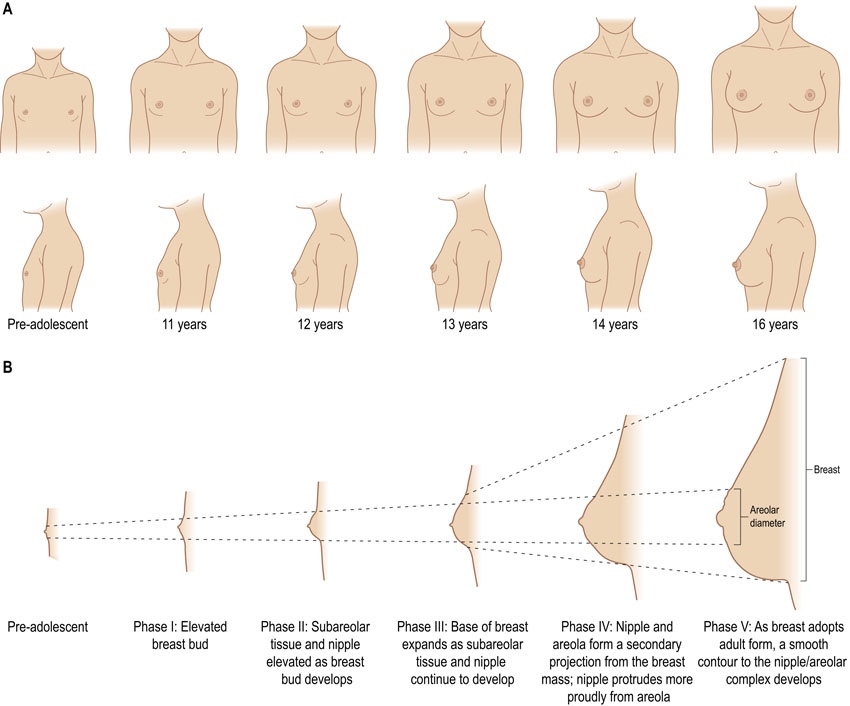 A
Pre-adolescent
11 years
12 years
13 years
14 years
16 years
B
Breast
Areolar
diameter
Pre-adolescent
Phase I: Elevated
breast bud
Phase II: Subareolar
tissue and nipple
elevated as breast
bud develops
Phase III: Base of breast
expands as subareolar
tissue and nipple
continue to develop
Phase IV: Nipple and
areola form a secondary
projection from the breast
mass; nipple protrudes more
proudly from areola
Phase V: As breast adopts
adult form, a smooth
contour to the nipple/areolar
complex develops